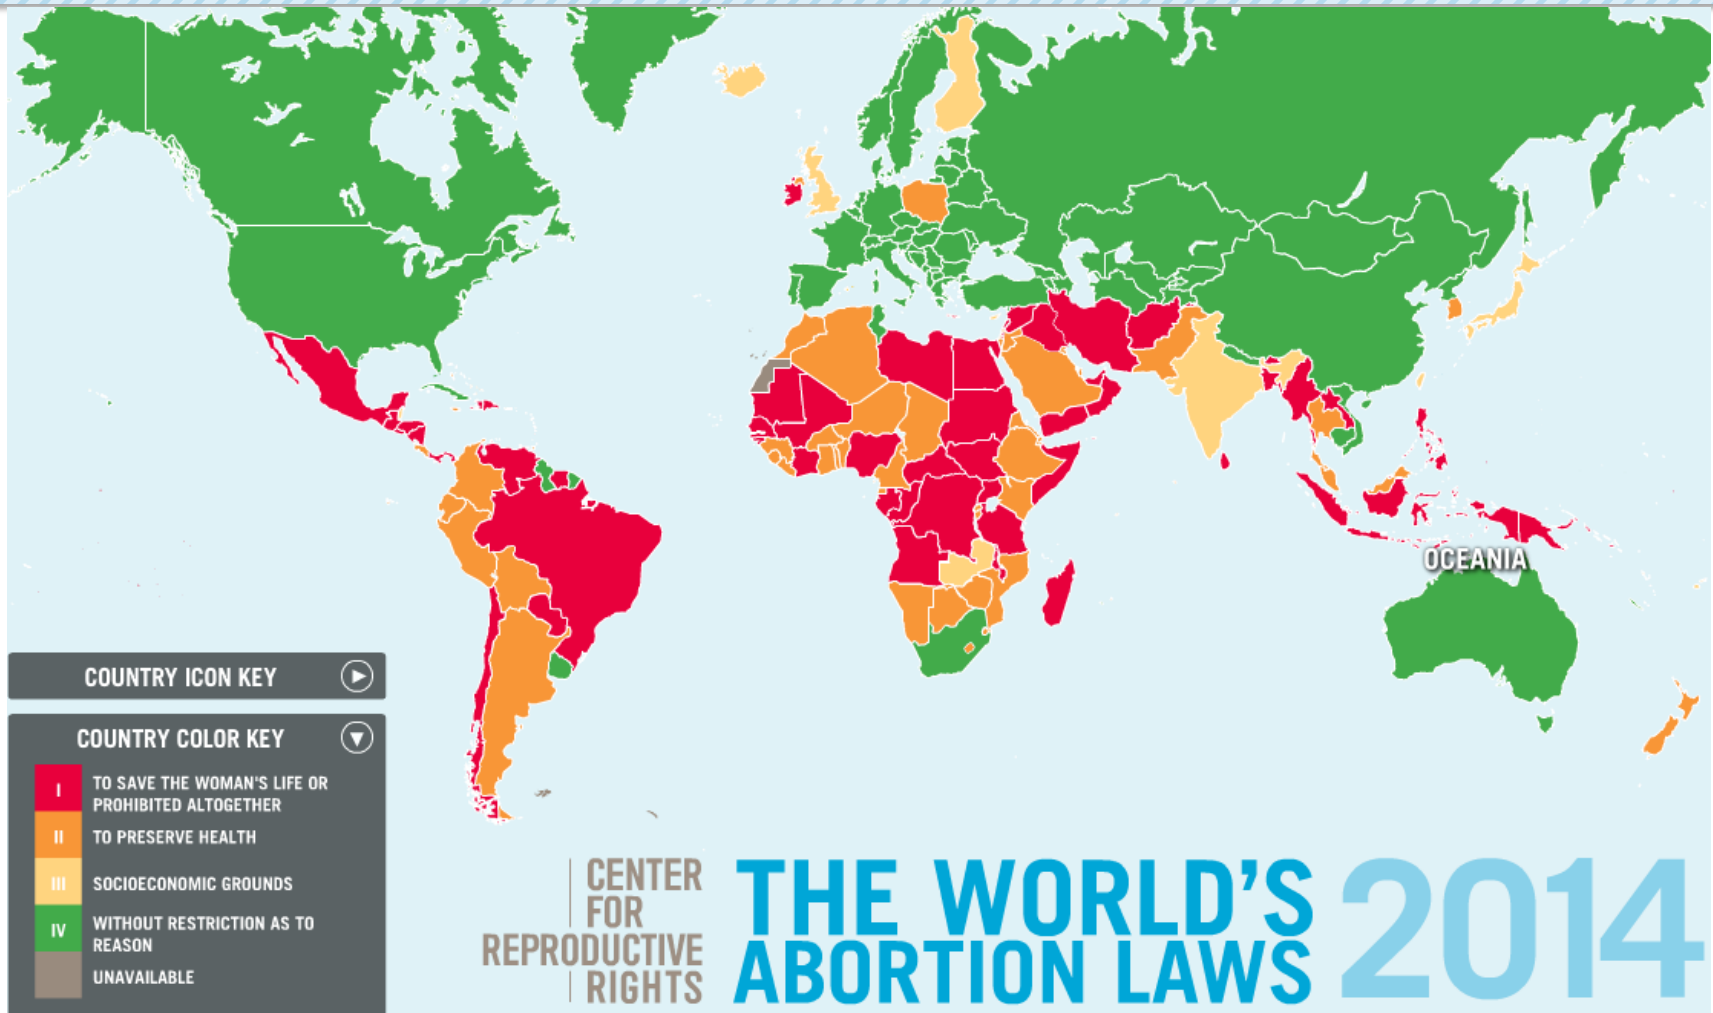 OCEANIA
COUNTRY ICON KEY
COUNTRY COLOR KEY
I
TO SAVE THE WOMAN'S LIFE OR
PROHIBITED ALTOGETHER
II
TO PRESERVE HEALTH
III
SOCIOECONOMIC GROUNDS
IV
WITHOUT RESTRICTION AS TO
REASON
UNAVAILABLE
CENTER
FOR
REPRODUCTIVE
RIGHTS
THE WORLD'S
ABORTION LAWS
2014